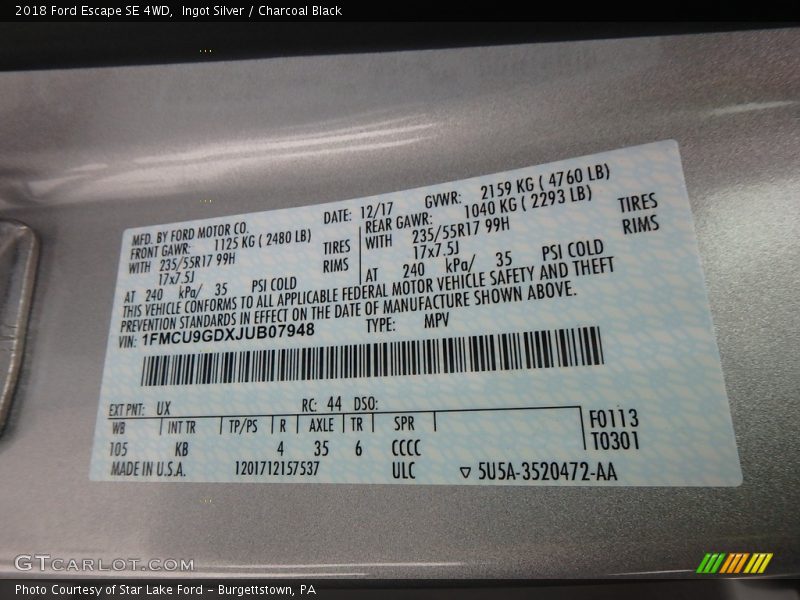 2018 Ford Escape SE 4WD,  Ingot Silver / Charcoal Black
MFD. BY FORD MOTOR CO. DATE: 12/17 GVWR: 2159 KG ( 4760 LB)
FRONT GAWR: 1125 KG ( 2480 LB) REAR GAWR: 1040 KG ( 2293 LB)
WITH 235/55R17 99H TIRES WITH 235/55R17 99H TIRES
17x7.5J RIMS 17x7.5J RIMS
AT 240 kPa/ 35 PSI COLD AT 240 kPa/ 35 PSI COLD
THIS VEHICLE CONFORMS TO ALL APPLICABLE FEDERAL MOTOR VEHICLE SAFETY AND THEFT
PREVENTION STANDARDS IN EFFECT ON THE DATE OF MANUFACTURE SHOWN ABOVE.
VIN: 1FMCU9GDXJUB07948 TYPE: MPV
EXT PNT: UX RC: 44 DSO:
WB INT TR TP/PS R AXLE TR SPR F0113
105 KB 4 35 6 CCCC T0301
MADE IN U.S.A. 1201712157537 ULC ▽ 5U5A-3520472-AA
GTCARLOT.COM
Photo Courtesy of Star Lake Ford - Burgettstown, PA